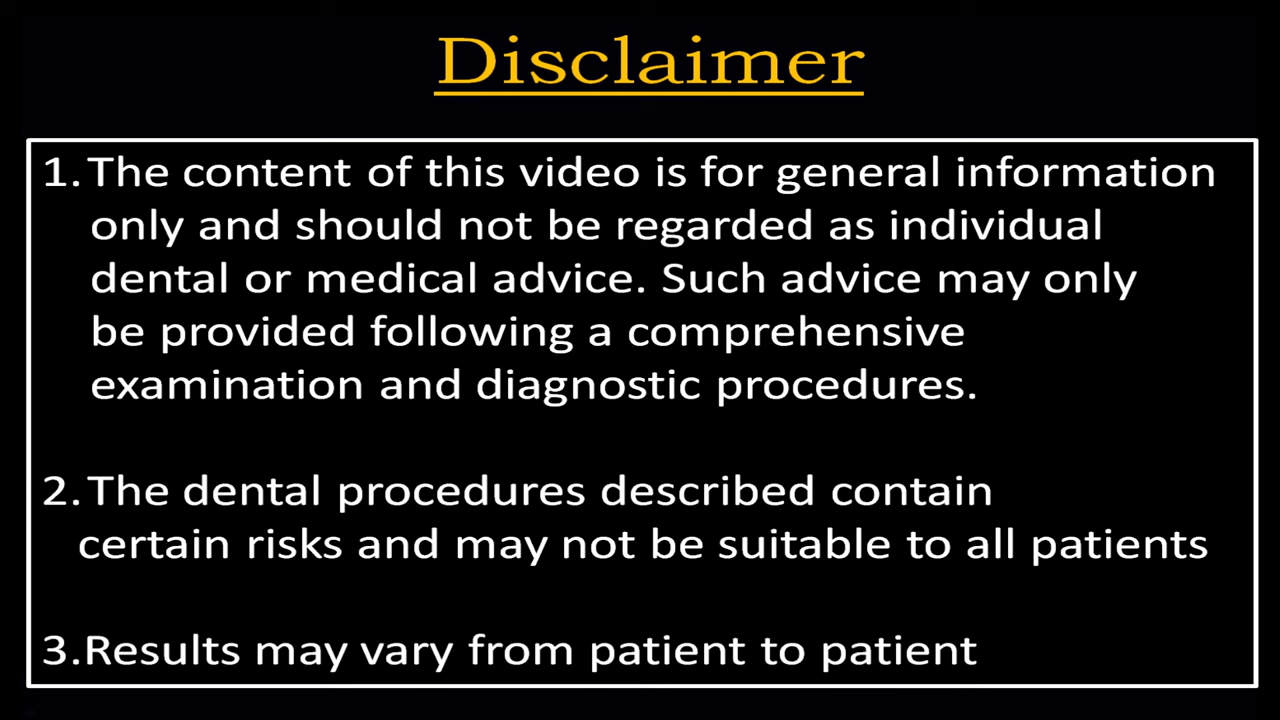 Disclaimer
1. The content of this video is for general information
only and should not be regarded as individual
dental or medical advice. Such advice may only
be provided following a comprehensive
examination and diagnostic procedures.
2. The dental procedures described contain
certain risks and may not be suitable to all patients
3.Results may vary from patient to patient